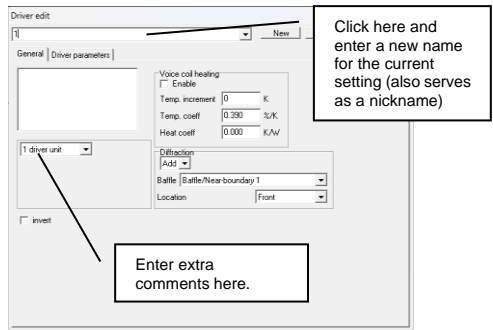 Driver edit
1
New
General
Driver parameters
Voice coil heating
Enable
Temp. increment 0 K
Temp. coeff 0.390 %/K
Heat coeff 0.000 K/W
1 driver unit
Diffraction
Add
Baffle Baffle/Near-boundary 1
Location Front
invert
Click here and
enter a new name
for the current
setting (also serves
as a nickname)
Enter extra
comments here.